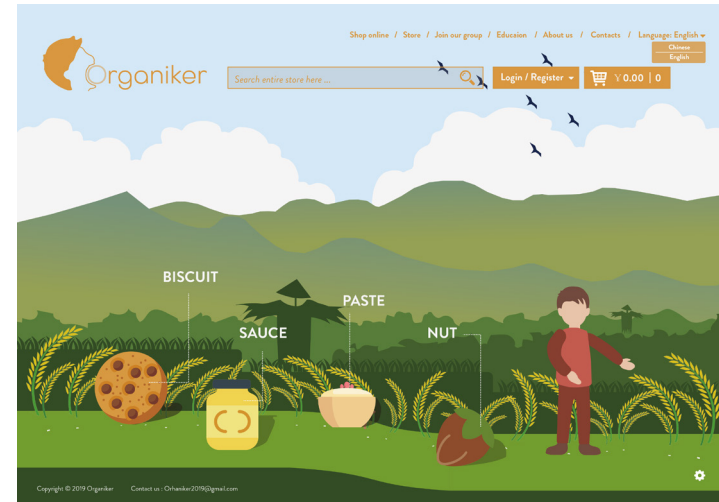 Shop online / Store / Join our group / Educaion / About us / Contacts / Language: English
Chinese
English
Organiker
Search entire store here ...
Login / Register
Y 0.00 | 0
BISCUIT
PASTE
SAUCE
NUT
Copyright © 2019 Organiker Contact us : Orhaniker2019@gmail.com